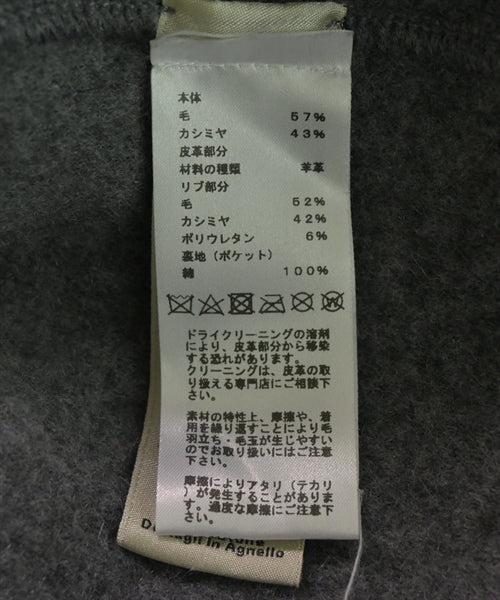 本体
毛 57%
カシミヤ 43%
皮革部分
材料の種類 羊革
リブ部分
毛 52%
カシミヤ 42%
ポリウレタン 6%
裏地（ポケット）
綿 100%
ドライクリーニングの溶剤
により、皮革部分から移染
する恐れがあります。
クリーニングは、皮革の取
り扱える専門店にご相談下
さい。
素材の特性上、摩擦や、着
用を繰り返すことにより毛
羽立ち・毛玉が生じやすい
のでお取り扱いにはご注意
下さい。
摩擦によりアタリ（テカリ
）が発生することがありま
す。過度な摩擦にご注意下
さい。
in Agnello